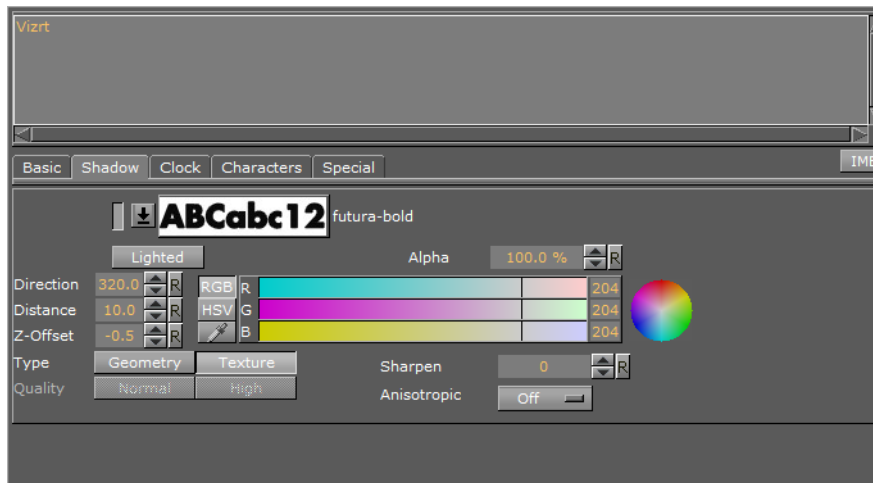 Vizrt
Basic Shadow Clock Characters Special
ABCabc12 futura-bold
Lighted Alpha 100.0 % R
Direction 320.0 R RGB R 204
Distance 10.0 R HSV G 204
Z-Offset -0.5 R B 204
Type Geometry Texture Sharpen 0 R
Quality Normal High
Anisotropic Off